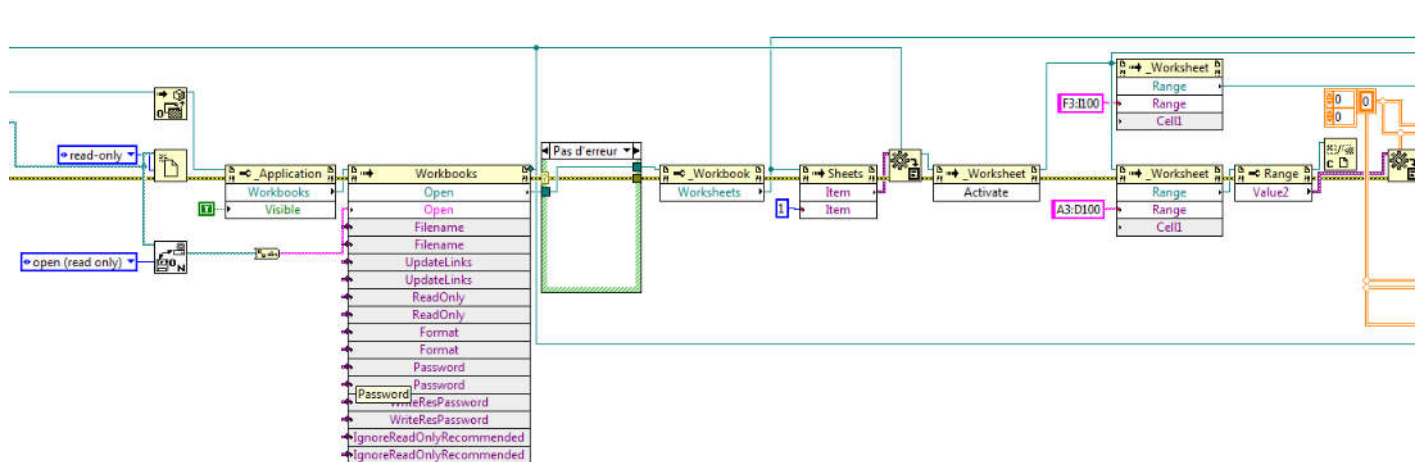 read-only
open (read only)
O
N
T
_Application
Workbooks
Visible
Workbooks
Open
Open
Filename
Filename
UpdateLinks
UpdateLinks
ReadOnly
ReadOnly
Format
Format
Password
Password
Password
WriteResPassword
WriteResPassword
IgnoreReadOnlyRecommended
IgnoreReadOnlyRecommended
Pas d'erreur
_Workbook
Worksheets
1
Sheets
Item
Item
_Worksheet
Activate
F3:I100
_Worksheet
Range
Range
Cell1
A3:D100
_Worksheet
Range
Range
Cell1
Range
Value2
C
0
0
0